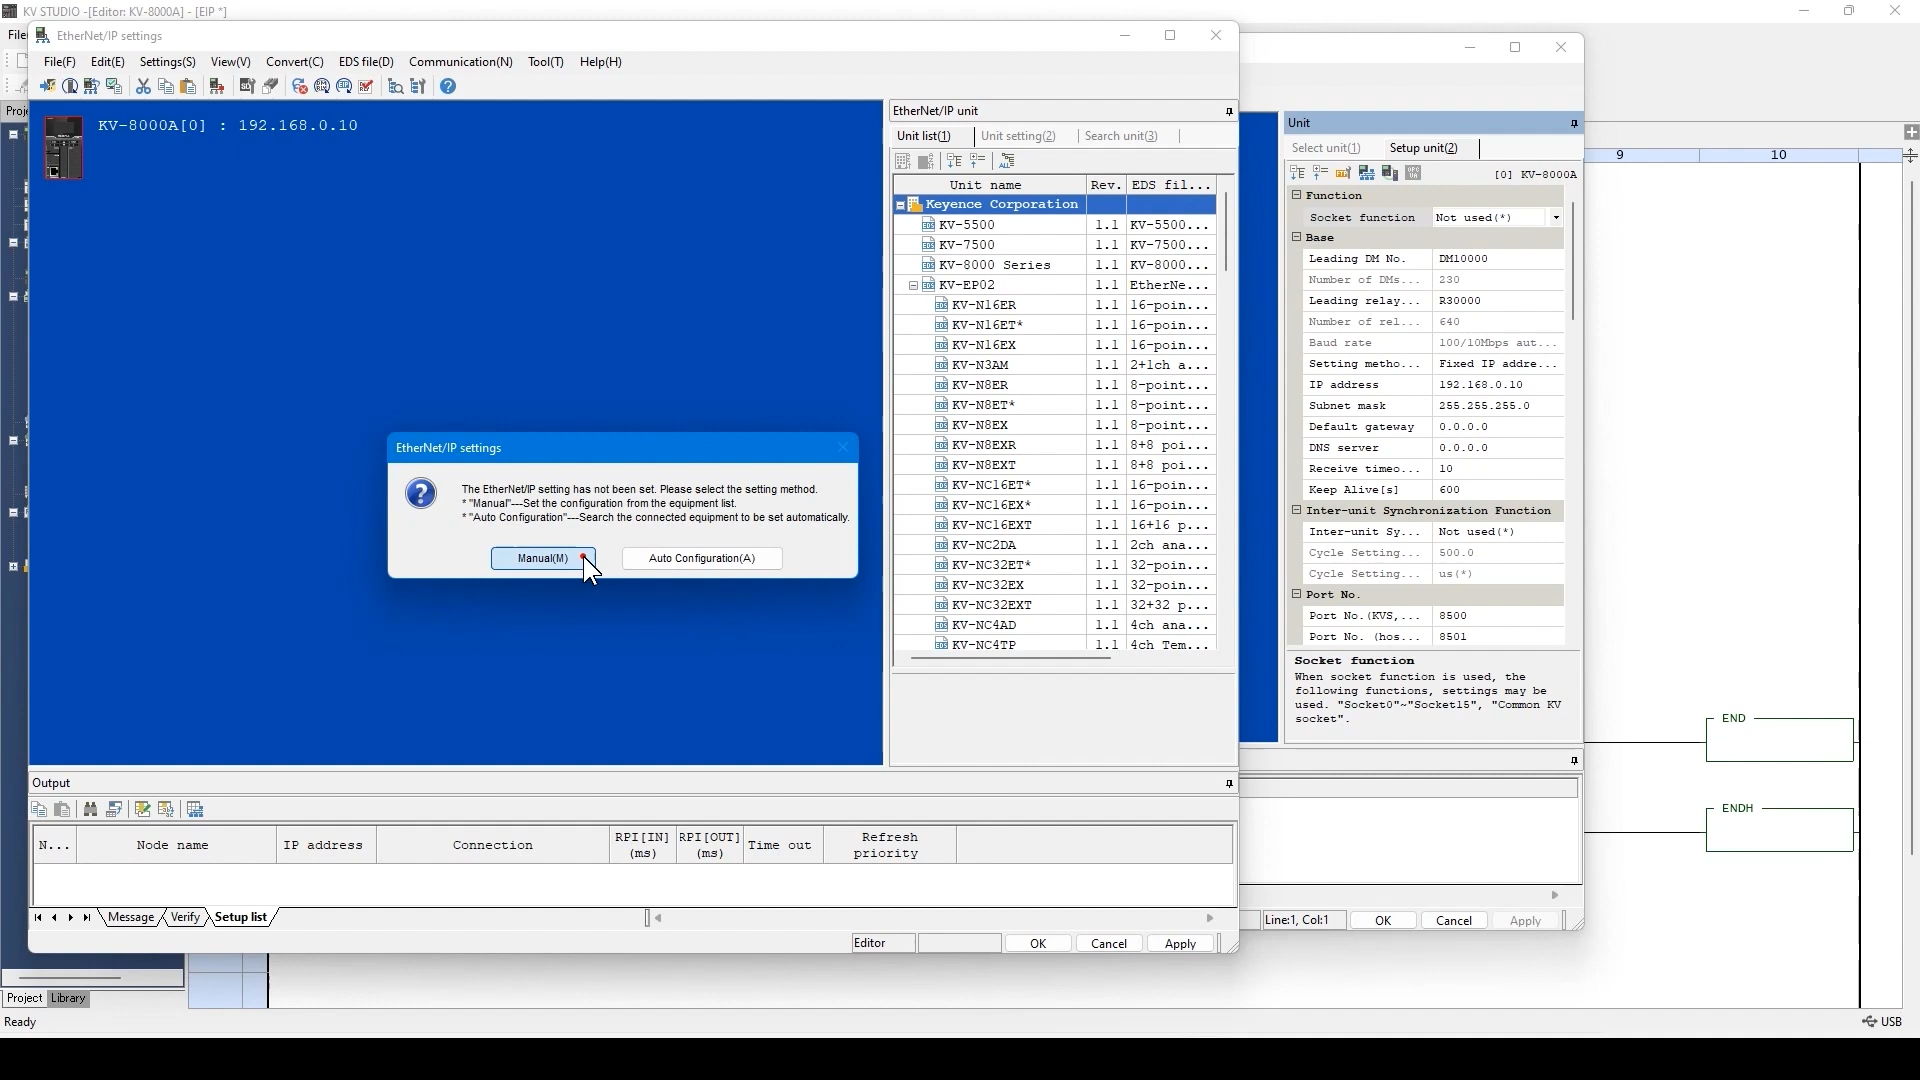 KV STUDIO -[Editor: KV-8000A] - [EIP *]
EtherNet/IP settings
File(F) Edit(E) Settings(S) View(V) Convert(C) EDS file(D) Communication(N) Tool(T) Help(H)
KV-8000A[0] : 192.168.0.10
EtherNet/IP settings
The EtherNet/IP setting has not been set. Please select the setting method.
* "Manual"---Set the configuration from the equipment list.
* "Auto Configuration"---Search the connected equipment to be set automatically.
Manual(M) Auto Configuration(A)
EtherNet/IP unit
Unit list(1) Unit setting(2) Search unit(3)
Unit name Rev. EDS fil...
Keyence Corporation
KV-5500 1.1 KV-5500...
KV-7500 1.1 KV-7500...
KV-8000 Series 1.1 KV-8000...
KV-EP02 1.1 EtherNe...
KV-N16ER 1.1 16-poin...
KV-N16ET* 1.1 16-poin...
KV-N16EX 1.1 16-poin...
KV-N3AM 1.1 2+1ch a...
KV-N8ER 1.1 8-point...
KV-N8ET* 1.1 8-point...
KV-N8EX 1.1 8-point...
KV-N8EXR 1.1 8+8 poi...
KV-N8EXT 1.1 8+8 poi...
KV-NC16ET* 1.1 16-poin...
KV-NC16EX* 1.1 16-poin...
KV-NC16EXT 1.1 16+16 p...
KV-NC2DA 1.1 2ch ana...
KV-NC32ET* 1.1 32-poin...
KV-NC32EX 1.1 32-poin...
KV-NC32EXT 1.1 32+32 p...
KV-NC4AD 1.1 4ch ana...
KV-NC4TP 1.1 4ch Tem...
Unit
Select unit(1) Setup unit(2)
[0] KV-8000A
Function
Socket function Not used(*)
Base
Leading DM No. DM10000
Number of DMs... 230
Leading relay... R30000
Number of rel... 640
Baud rate 100/10Mbps aut...
Setting metho... Fixed IP addre...
IP address 192.168.0.10
Subnet mask 255.255.255.0
Default gateway 0.0.0.0
DNS server 0.0.0.0
Receive timeo... 10
Keep Alive[s] 600
Inter-unit Synchronization Function
Inter-unit Sy... Not used(*)
Cycle Setting... 500.0
Cycle Setting... us(*)
Port No.
Port No.(KVS,... 8500
Port No. (hos... 8501
Socket function
When socket function is used, the
following functions, settings may be
used. "Socket0"~"Socket15", "Common KV
socket".
9 10
END
ENDH
Output
N... Node name IP address Connection RPI[IN] (ms) RPI[OUT] (ms) Time out Refresh priority
Message Verify Setup list
Editor OK Cancel Apply
Line:1, Col:1 OK Cancel Apply
Project Library
Ready
USB